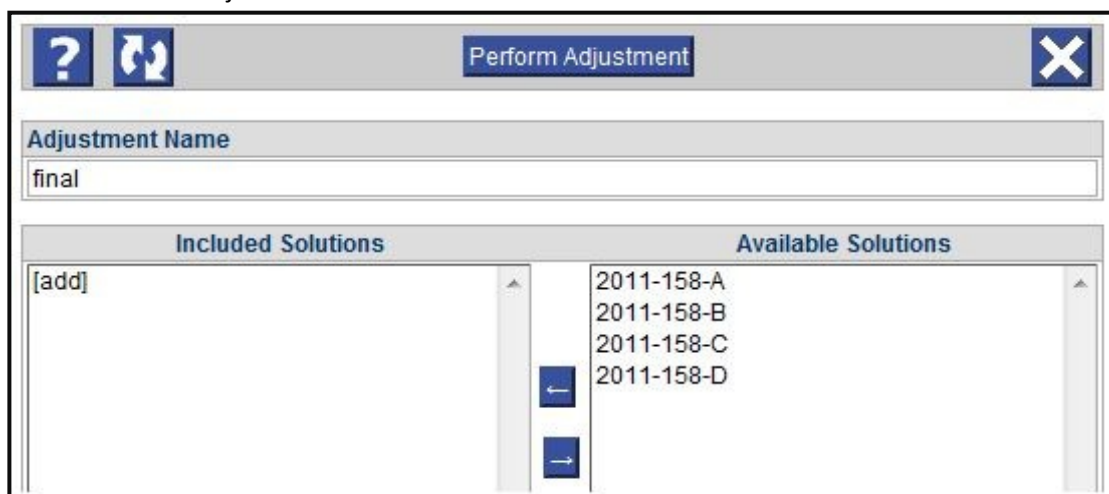 ? Perform Adjustment X
Adjustment Name
final
Included Solutions Available Solutions
[add] 2011-158-A
2011-158-B
2011-158-C
2011-158-D
← 
→